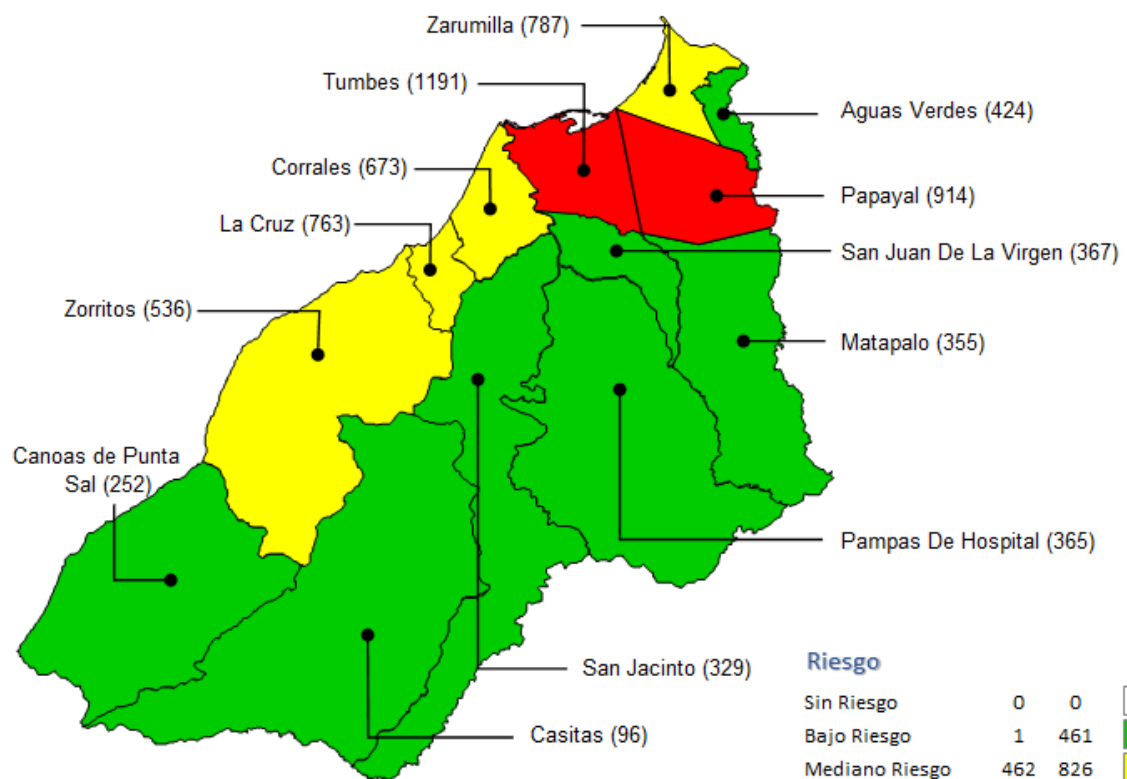 Zarumilla (787)
Tumbes (1191)
Aguas Verdes (424)
Corrales (673)
Papayal (914)
La Cruz (763)
San Juan De La Virgen (367)
Zorritos (536)
Matapalo (355)
Canoas de Punta
Sal (252)
Pampas De Hospital (365)
San Jacinto (329)
Casitas (96)
Riesgo
Sin Riesgo 0 0
Bajo Riesgo 1 461
Mediano Riesgo 462 826